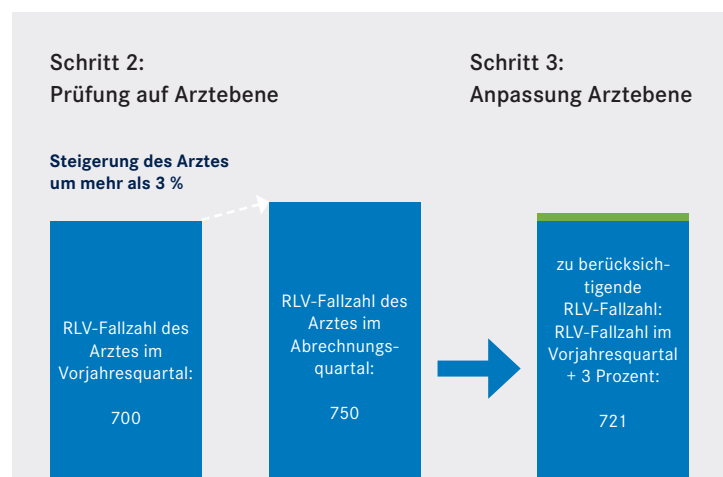 Schritt 2:
Prüfung auf Arztebene
Steigerung des Arztes
um mehr als 3 %
RLV-Fallzahl des
Arztes im
Vorjahresquartal:
700
RLV-Fallzahl des
Arztes im
Abrechnungs-
quartal:
750
Schritt 3:
Anpassung Arztebene
zu berücksich-
tigende
RLV-Fallzahl:
RLV-Fallzahl im
Vorjahresquartal
+ 3 Prozent:
721